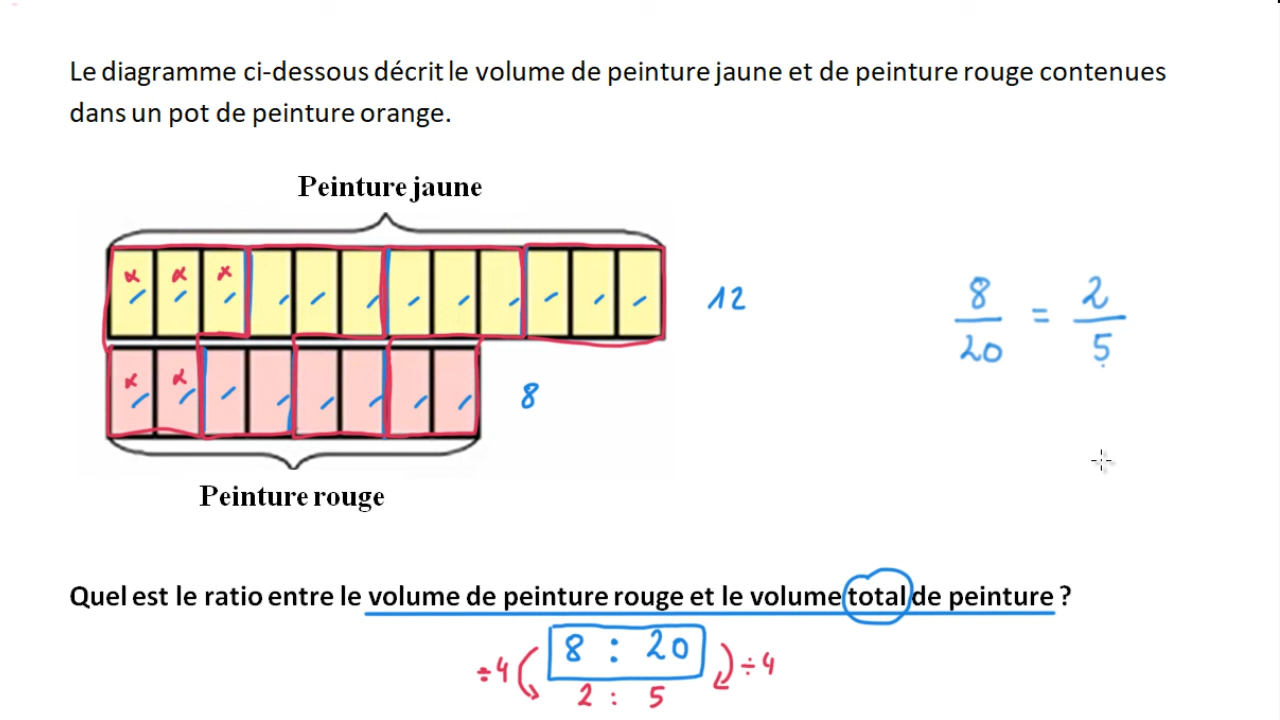 Le diagramme ci-dessous décrit le volume de peinture jaune et de peinture rouge contenues
dans un pot de peinture orange.
Peinture jaune
x x x
12
8/20 = 2/5
x x
8
Peinture rouge
Quel est le ratio entre le volume de peinture rouge et le volume total de peinture ?
8 : 20
÷4 ÷4
2 : 5